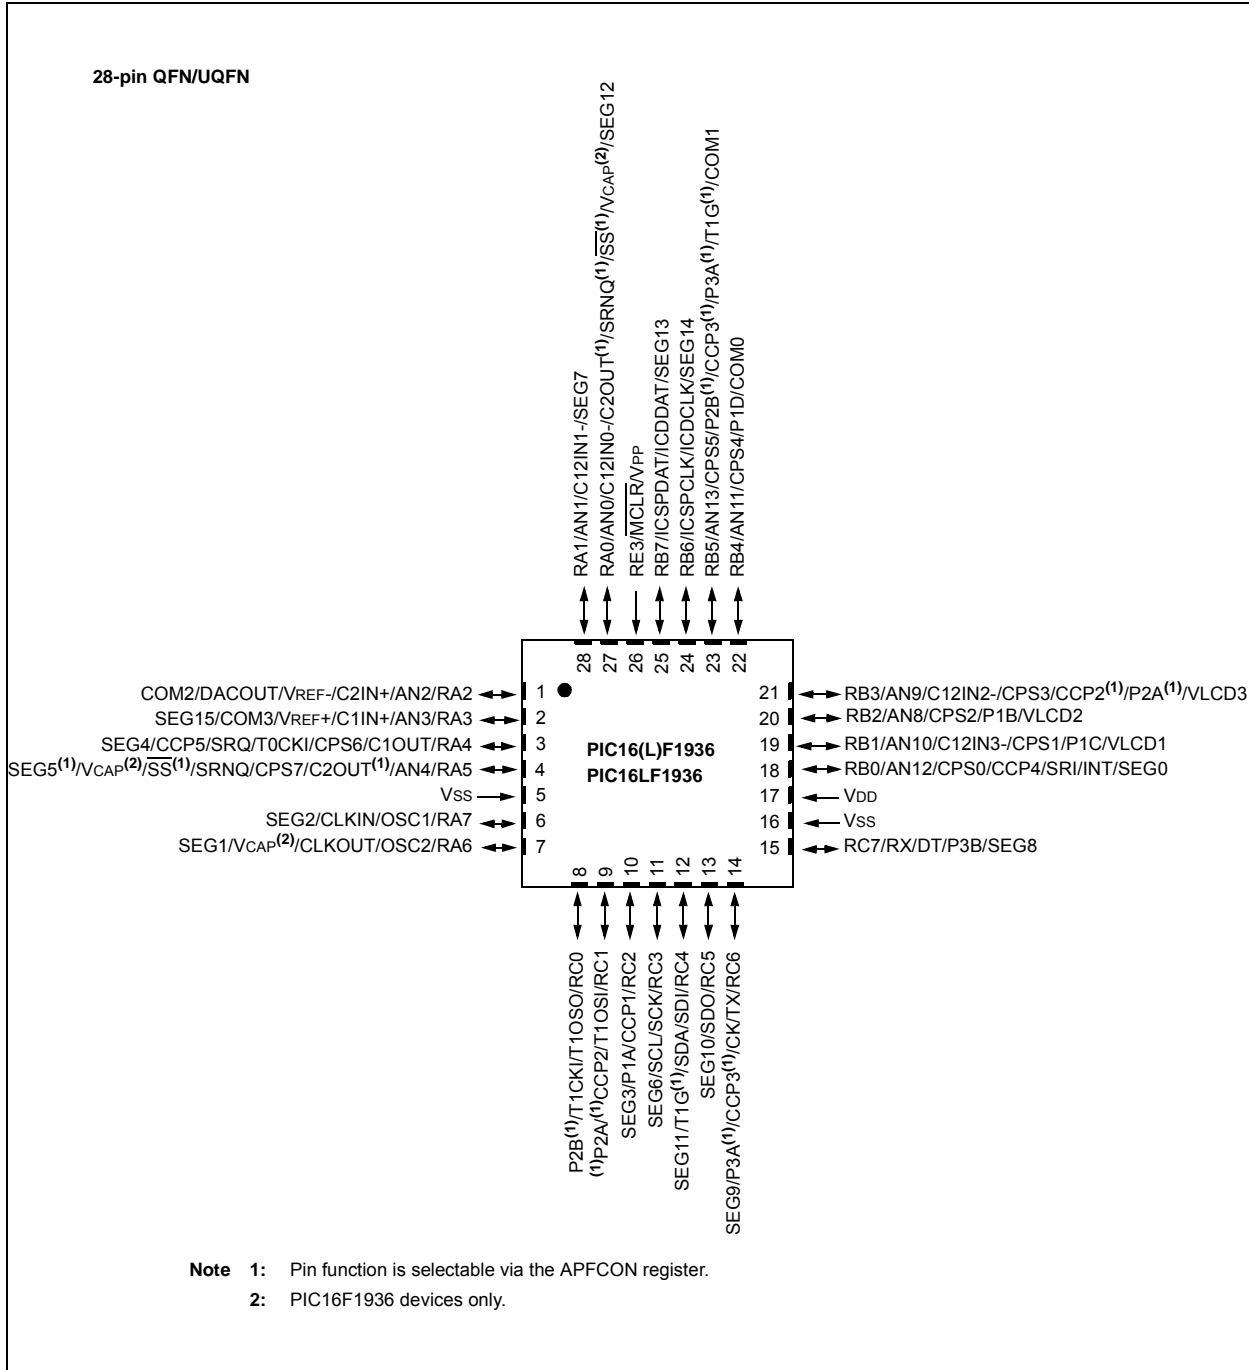 28-pin QFN/UQFN
RA1/AN1/C12IN1-/SEG7
RA0/AN0/C12IN0-/C2OUT(1)/SRNQ(1)/SS(1)/VCAP(2)/SEG12
RE3/MCLR/VPP
RB7/ICSPDAT/ICDDAT/SEG13
RB6/ICSPCLK/ICDCLK/SEG14
RB5/AN13/CPS5/P2B(1)/CCP3(1)/P3A(1)/T1G(1)/COM1
RB4/AN11/CPS4/P1D/COM0
28 27 26 25 24 23 22
COM2/DACOUT/VREF-/C2IN+/AN2/RA2 1
SEG15/COM3/VREF+/C1IN+/AN3/RA3 2
SEG4/CCP5/SRQ/T0CKI/CPS6/C1OUT/RA4 3
SEG5(1)/VCAP(2)/SS(1)/SRNQ/CPS7/C2OUT(1)/AN4/RA5 4
VSS 5
SEG2/CLKIN/OSC1/RA7 6
SEG1/VCAP(2)/CLKOUT/OSC2/RA6 7
PIC16(L)F1936
PIC16LF1936
21 RB3/AN9/C12IN2-/CPS3/CCP2(1)/P2A(1)/VLCD3
20 RB2/AN8/CPS2/P1B/VLCD2
19 RB1/AN10/C12IN3-/CPS1/P1C/VLCD1
18 RB0/AN12/CPS0/CCP4/SRI/INT/SEG0
17 VDD
16 VSS
15 RC7/RX/DT/P3B/SEG8
8 9 10 11 12 13 14
P2B(1)/T1CKI/T1OSO/RC0
(1)P2A/(1)CCP2/T1OSI/RC1
SEG3/P1A/CCP1/RC2
SEG6/SCL/SCK/RC3
SEG11/T1G(1)/SDA/SDI/RC4
SEG10/SDO/RC5
SEG9/P3A(1)/CCP3(1)/CK/TX/RC6
Note 1: Pin function is selectable via the APFCON register.
2: PIC16F1936 devices only.